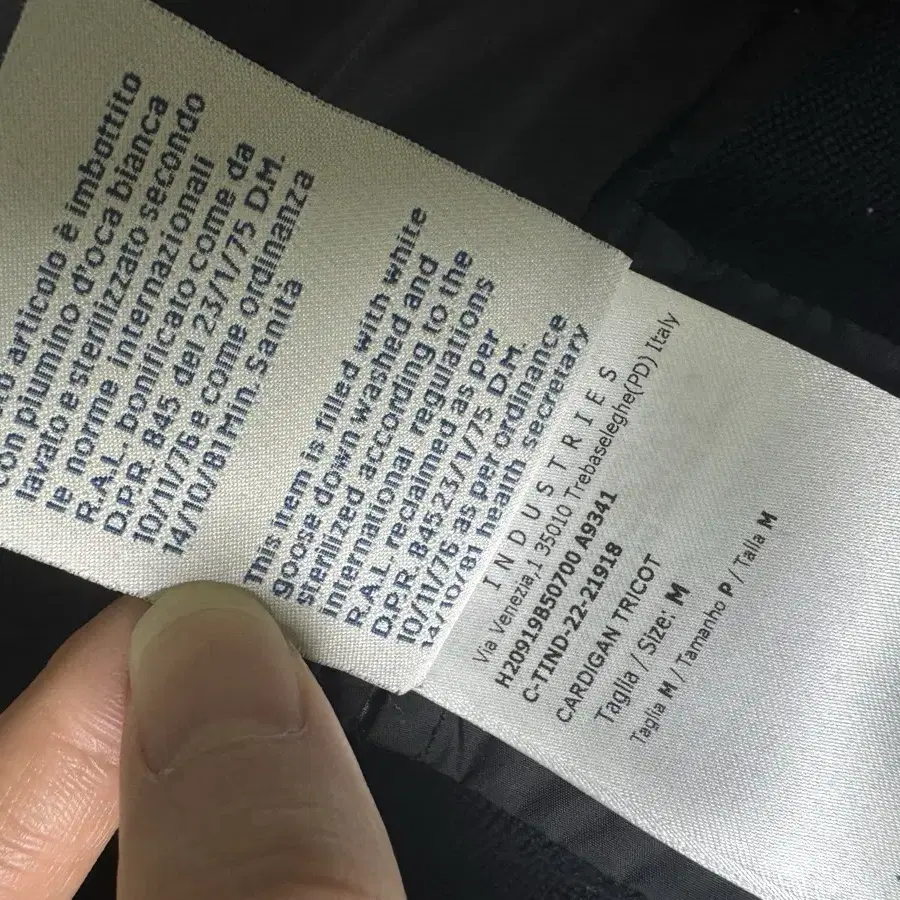 articolo è imbottito
con piumino d'oca bianca
lavato e sterilizzato secondo
le norme internazionali
R.A.L. bonificato come da
D.P.R. 845 del 23/1/75 D.M.
10/11/76 e come ordinanza
14/10/81 Min. Sanità
This item is filled with white
goose down washed and
sterilized according to the
international regulations
R.A.L. reclaimed as per
D.P.R. 845 23/1/75 D.M.
10/11/76 as per ordinance
14/10/81 health secretary
INDUSTRIES
Via Venezia,1 35010 Trebaseleghe(PD) Italy
H20919B50700 A9341
C-TIND-22-21918
CARDIGAN TRICOT
Taglia / Size: M
Taglia M / Tamanho P / Talla M